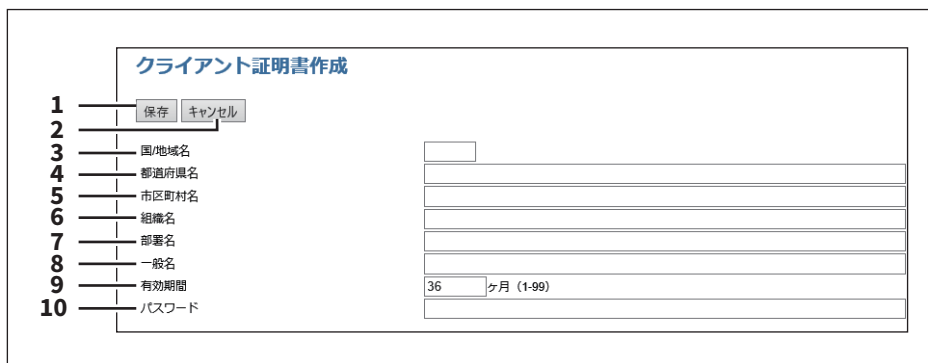 クライアント証明書作成
1 保存 キャンセル
2
3 国/地域名
4 都道府県名
5 市区町村名
6 組織名
7 部署名
8 一般名
9 有効期間 36 ヶ月（1-99）
10 パスワード